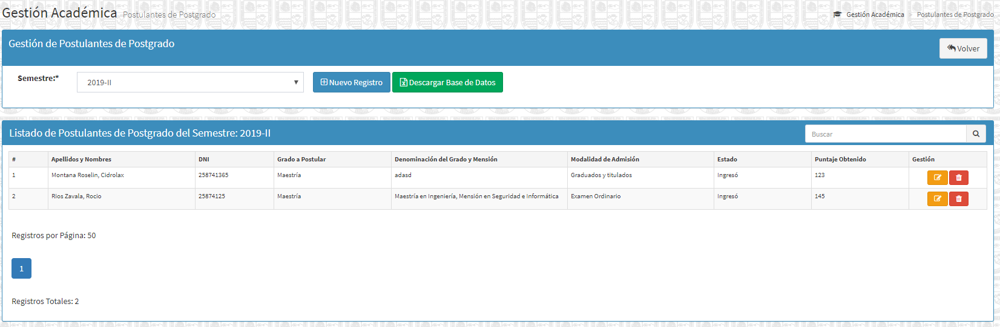 Gestión Académica Postulantes de Postgrado
Gestión Académica > Postulantes de Postgrado
Gestión de Postulantes de Postgrado
Volver
Semestre:* 2019-II Nuevo Registro Descargar Base de Datos
Listado de Postulantes de Postgrado del Semestre: 2019-II
Buscar
# Apellidos y Nombres DNI Grado a Postular Denominación del Grado y Mensión Modalidad de Admisión Estado Puntaje Obtenido Gestión
1 Montana Roselin, Cidrolax 258741365 Maestría adasd Graduados y titulados Ingresó 123
2 Rios Zavala, Rocio 25874125 Maestría Maestría en Ingeniería, Mensión en Seguridad e Informática Examen Ordinario Ingresó 145
Registros por Página: 50
1
Registros Totales: 2